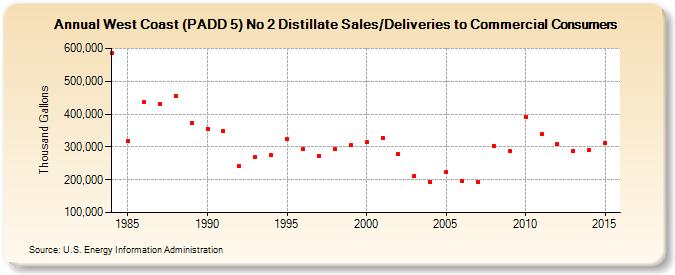 Annual West Coast (PADD 5) No 2 Distillate Sales/Deliveries to Commercial Consumers
Thousand Gallons
600,000
500,000
400,000
300,000
200,000
100,000
1985 1990 1995 2000 2005 2010 2015
Source: U.S. Energy Information Administration